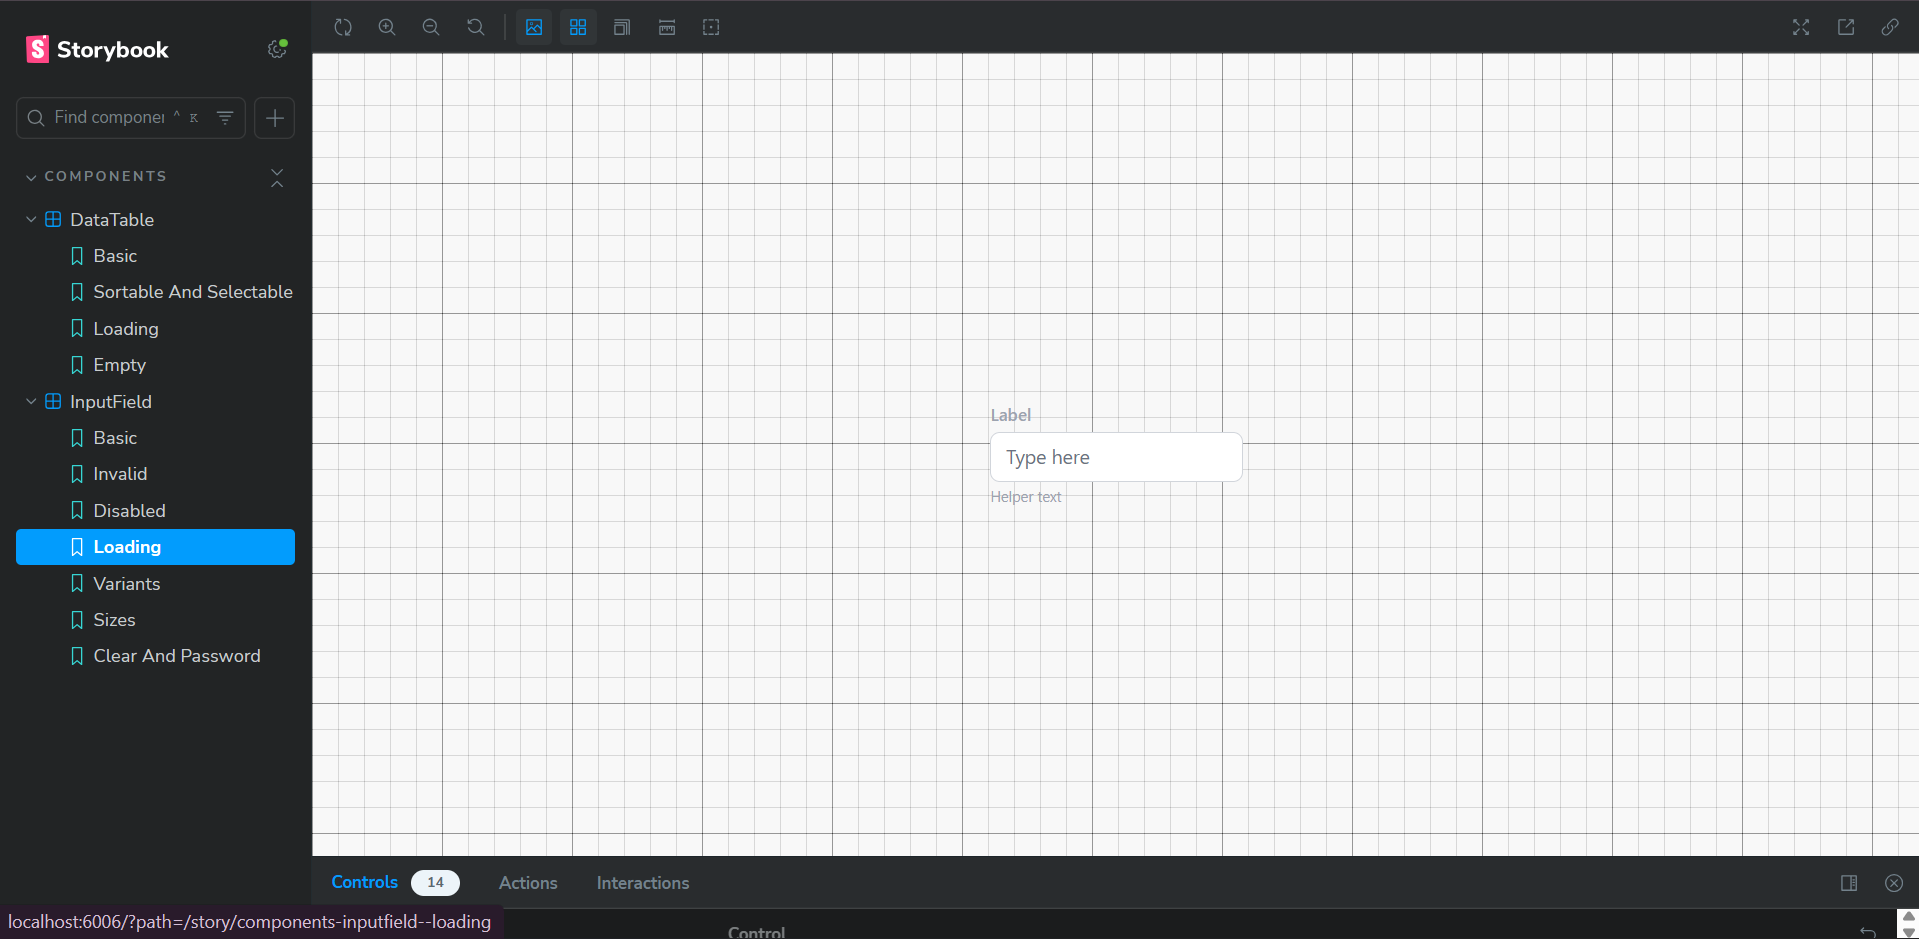 Storybook
Find componei ^ K
COMPONENTS
DataTable
Basic
Sortable And Selectable
Loading
Empty
InputField
Basic
Invalid
Disabled
Loading
Variants
Sizes
Clear And Password
Label
Type here
Helper text
Controls 14 Actions Interactions
Control
localhost:6006/?path=/story/components-inputfield--loading